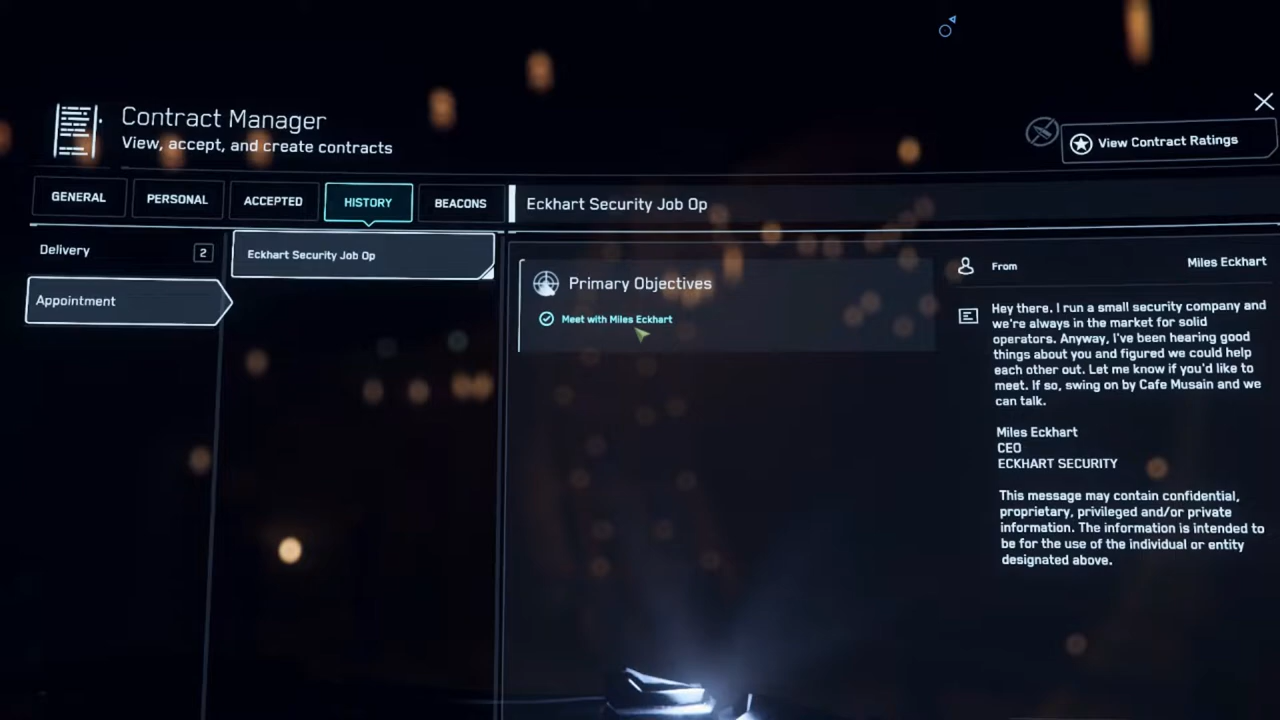 Contract Manager
View, accept, and create contracts
View Contract Ratings
GENERAL
PERSONAL
ACCEPTED
HISTORY
BEACONS
Delivery
2
Appointment
Eckhart Security Job Op
Eckhart Security Job Op
Primary Objectives
Meet with Miles Eckhart
From
Miles Eckhart
Hey there, I run a small security company and
we're always in the market for solid
operators. Anyway, I've been hearing good
things about you and figured we could help
each other out. Let me know if you'd like to
meet. If so, swing on by Cafe Musain and we
can talk.
Miles Eckhart
CEO
ECKHART SECURITY
This message may contain confidential,
proprietary, privileged and/or private
information. The information is intended to
be for the use of the individual or entity
designated above.